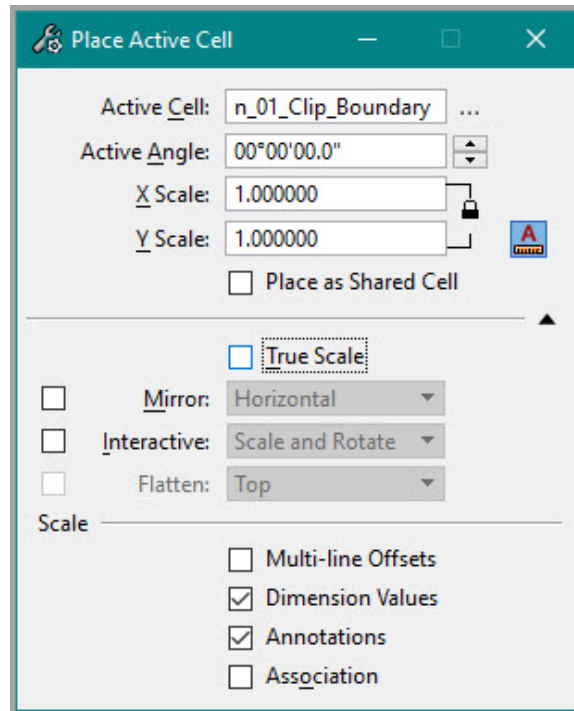 Place Active Cell
Active Cell: n_01_Clip_Boundary ...
Active Angle: 00°00'00.0"
X Scale: 1.000000
Y Scale: 1.000000 A
Place as Shared Cell
True Scale
Mirror: Horizontal
Interactive: Scale and Rotate
Flatten: Top
Scale
Multi-line Offsets
Dimension Values
Annotations
Association